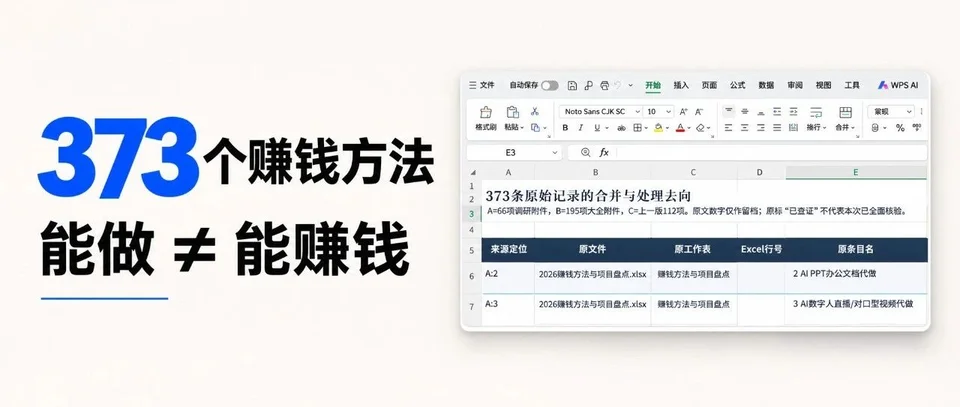 373个赚钱方法
能做 ≠ 能赚钱
文件 自动保存 开始 插入 页面 公式 数据 审阅 视图 工具 WPS AI
格式刷 粘贴 Noto Sans CJK SC 10 A⁺ A⁻ 换行 合并 常规
B I U A % 000
E3 fx
A B C D E
1 373条原始记录的合并与处理去向
2
3 A=66项调研附件，B=195项大全附件，C=上一版112项。原文数字仅作留档；原标“已查证”不代表本次已全面核验。
4
5 来源定位 原文件 原工作表 Excel行号 原条目名
6 A:2 2026赚钱方法与项目盘点.xlsx 赚钱方法与项目盘点 2 AI PPT办公文档代做
7 A:3 2026赚钱方法与项目盘点.xlsx 赚钱方法与项目盘点 3 AI数字人直播/对口型视频代做